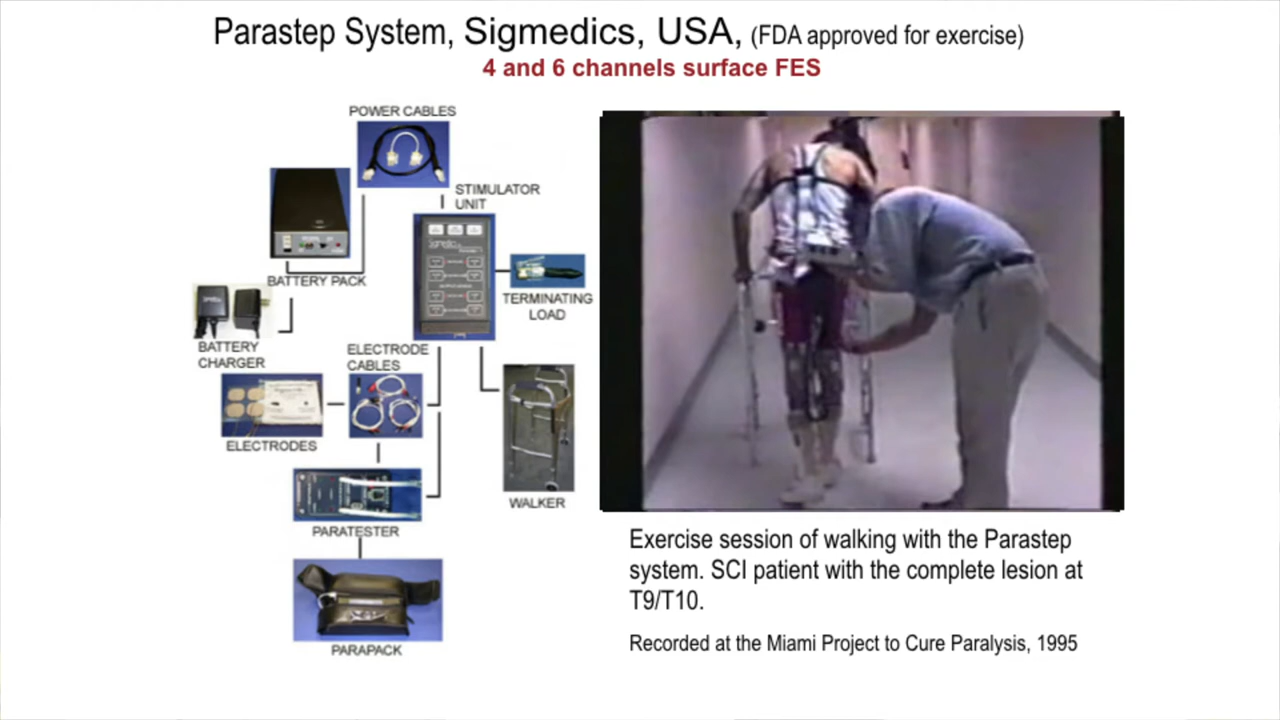 Parastep System, Sigmedics, USA, (FDA approved for exercise)
4 and 6 channels surface FES
POWER CABLES
STIMULATOR
UNIT
BATTERY PACK
TERMINATING
LOAD
BATTERY
CHARGER
ELECTRODE
CABLES
ELECTRODES
WALKER
PARATESTER
PARAPACK
Exercise session of walking with the Parastep
system. SCI patient with the complete lesion at
T9/T10.
Recorded at the Miami Project to Cure Paralysis, 1995